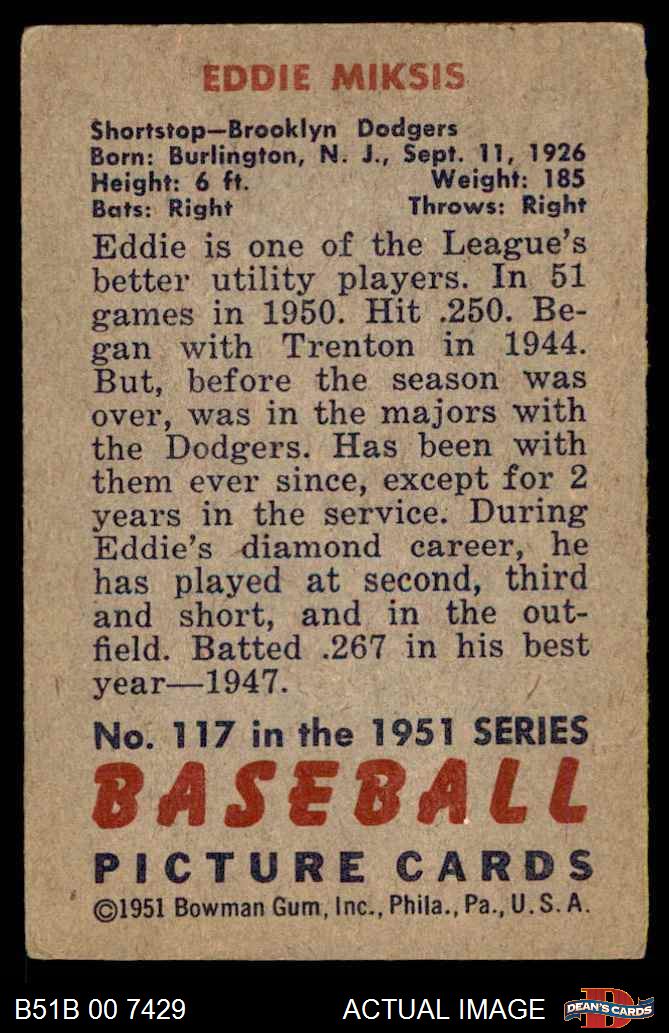 EDDIE MIKSIS
Shortstop—Brooklyn Dodgers
Born: Burlington, N. J., Sept. 11, 1926
Height: 6 ft. Weight: 185
Bats: Right Throws: Right
Eddie is one of the League's
better utility players. In 51
games in 1950. Hit .250. Be-
gan with Trenton in 1944.
But, before the season was
over, was in the majors with
the Dodgers. Has been with
them ever since, except for 2
years in the service. During
Eddie's diamond career, he
has played at second, third
and short, and in the out-
field. Batted .267 in his best
year—1947.
No. 117 in the 1951 SERIES
BASEBALL
PICTURE CARDS
©1951 Bowman Gum, Inc., Phila., Pa., U. S. A.
B51B 00 7429 ACTUAL IMAGE D DEAN'S CARDS